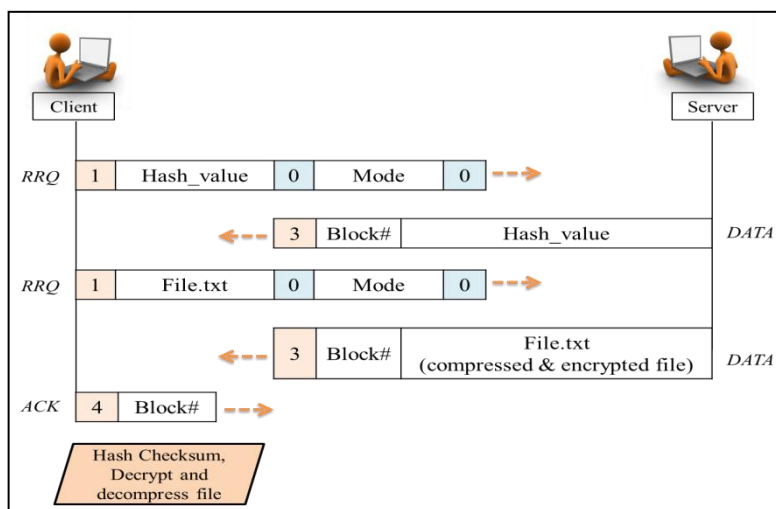 Client
Server
RRQ 1 Hash_value 0 Mode 0
3 Block# Hash_value DATA
RRQ 1 File.txt 0 Mode 0
3 Block# File.txt
(compressed & encrypted file) DATA
ACK 4 Block#
Hash Checksum,
Decrypt and
decompress file